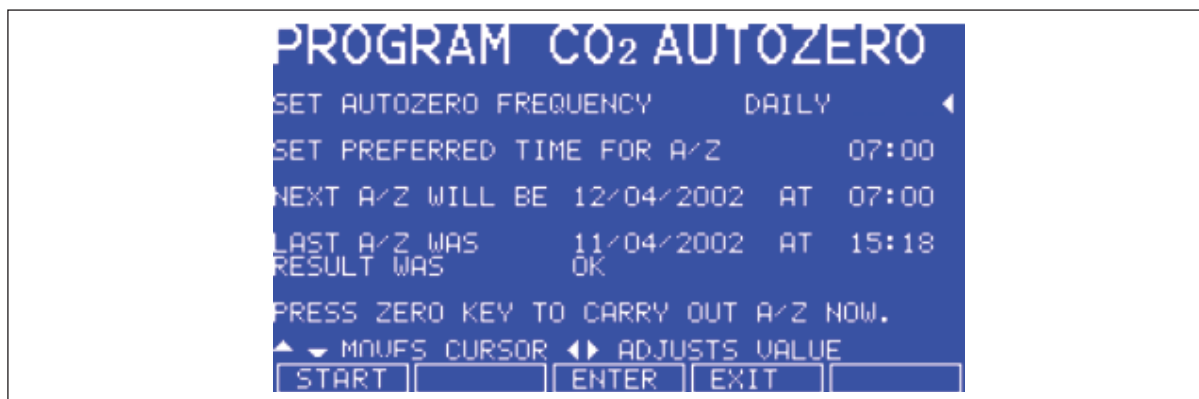 PROGRAM CO2 AUTOZERO
SET AUTOZERO FREQUENCY DAILY
SET PREFERRED TIME FOR A/Z 07:00
NEXT A/Z WILL BE 12/04/2002 AT 07:00
LAST A/Z WAS 11/04/2002 AT 15:18
RESULT WAS OK
PRESS ZERO KEY TO CARRY OUT A/Z NOW.
MOVES CURSOR ADJUSTS VALUE
START ENTER EXIT